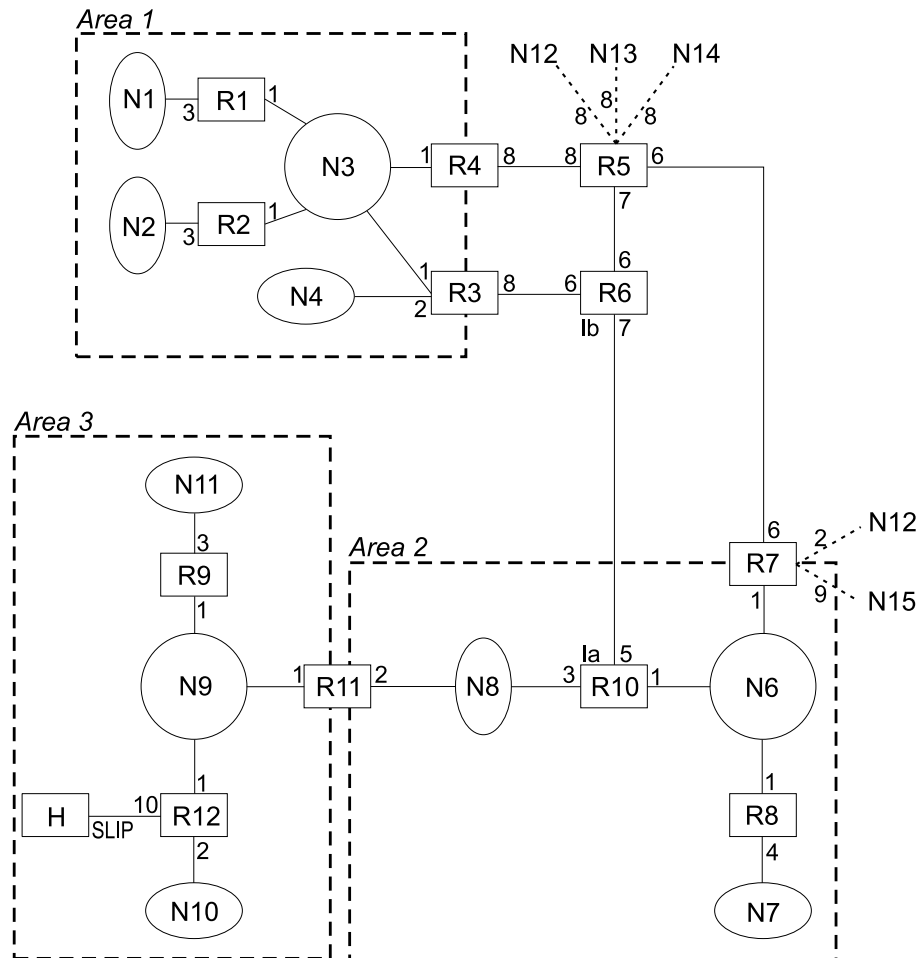 Area 1
N12 N13 N14
N1 3 R1 1
8 8 8
N3 1 R4 8 8 R5 6
7
N2 3 R2 1
1 6
N4 2 R3 8 6 R6
Ib 7
Area 3
N11
3
R9
1
Area 2
6 2 N12
R7
1 9 N15
Ia 5
N9 1 R11 2 N8 3 R10 1 N6
1 1
H SLIP 10 R12 R8
2 4
N10 N7